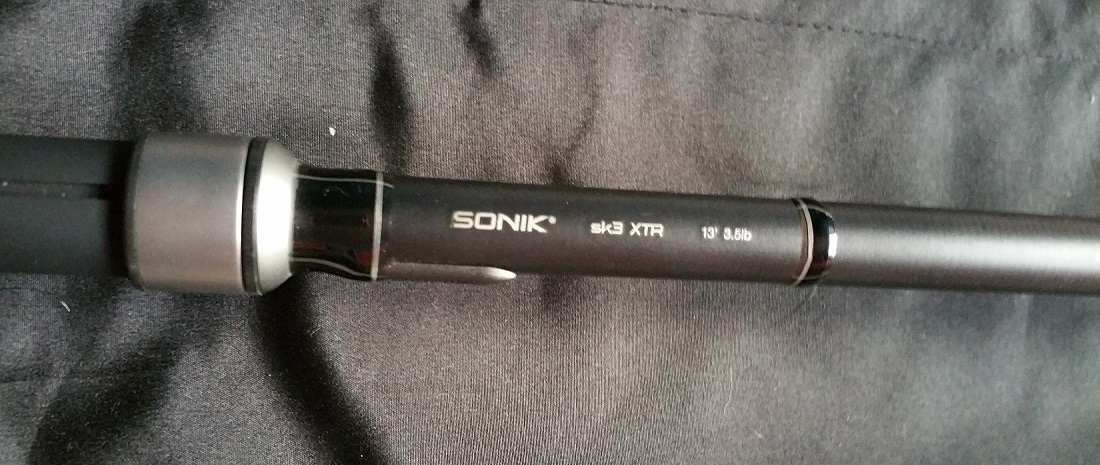 SONIK® sk3 XTR 13' 3.5lb